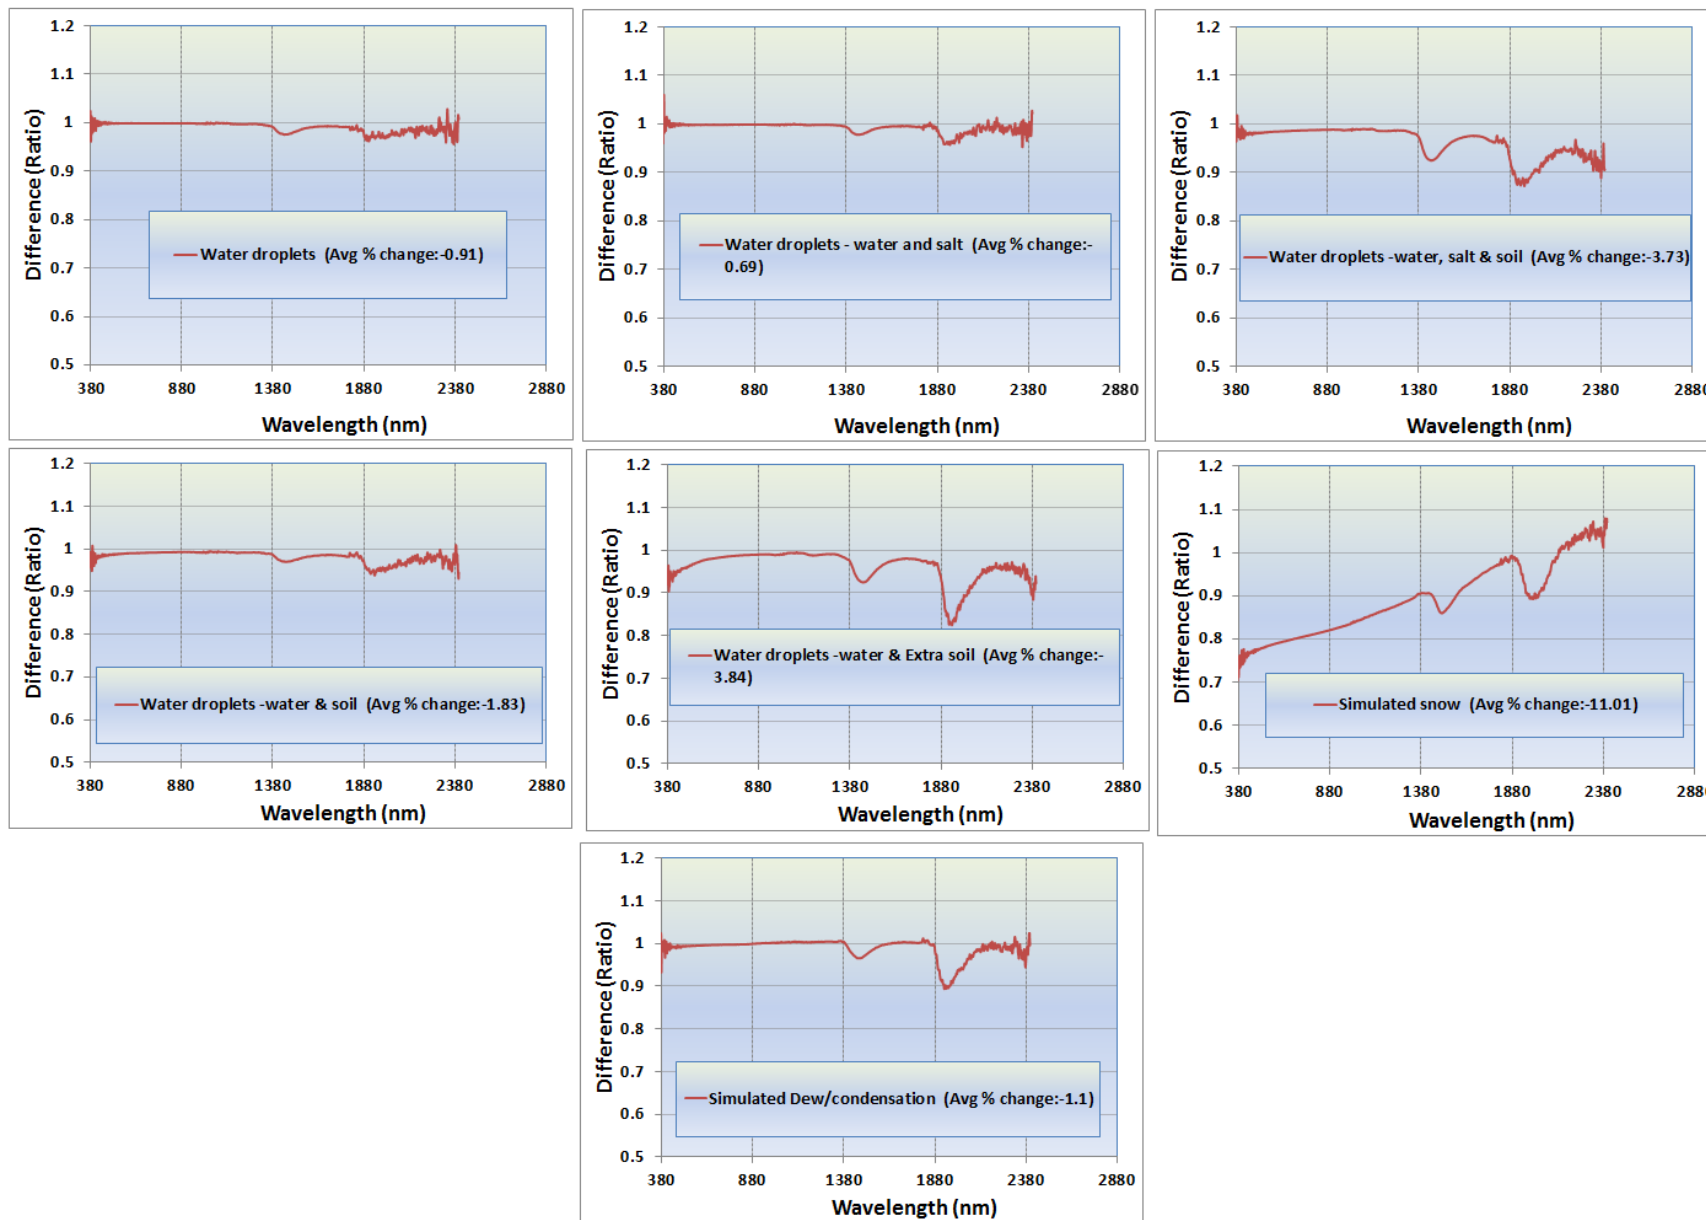 1.2
1.1
1
0.9
0.8
0.7
0.6
0.5
Difference (Ratio)
Water droplets (Avg % change:-0.91)
380 880 1380 1880 2380 2880
Wavelength (nm)
1.2
1.1
1
0.9
0.8
0.7
0.6
0.5
Difference (Ratio)
Water droplets - water and salt (Avg % change:-
0.69)
380 880 1380 1880 2380 2880
Wavelength (nm)
1.2
1.1
1
0.9
0.8
0.7
0.6
0.5
Difference (Ratio)
Water droplets -water, salt & soil (Avg % change:-3.73)
380 880 1380 1880 2380 2880
Wavelength (nm)
1.2
1.1
1
0.9
0.8
0.7
0.6
0.5
Difference (Ratio)
Water droplets -water & soil (Avg % change:-1.83)
380 880 1380 1880 2380 2880
Wavelength (nm)
1.2
1.1
1
0.9
0.8
0.7
0.6
0.5
Difference (Ratio)
Water droplets -water & Extra soil (Avg % change:-
3.84)
380 880 1380 1880 2380 2880
Wavelength (nm)
1.2
1.1
1
0.9
0.8
0.7
0.6
0.5
Difference (Ratio)
Simulated snow (Avg % change:-11.01)
380 880 1380 1880 2380 2880
Wavelength (nm)
1.2
1.1
1
0.9
0.8
0.7
0.6
0.5
Difference (Ratio)
Simulated Dew/condensation (Avg % change:-1.1)
380 880 1380 1880 2380 2880
Wavelength (nm)